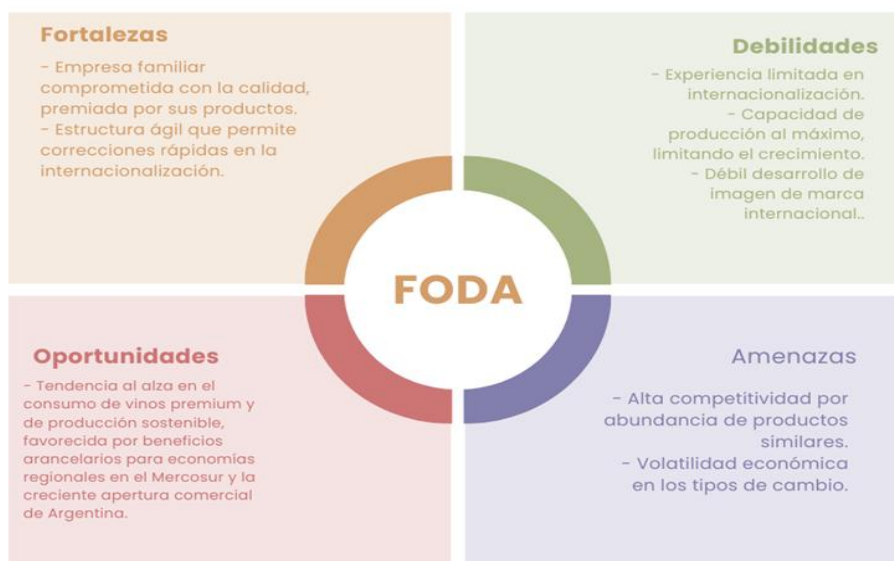 Fortalezas
- Empresa familiar
comprometida con la calidad,
premiada por sus productos.
- Estructura ágil que permite
correcciones rápidas en la
internacionalización.
Debilidades
- Experiencia limitada en
internacionalización.
- Capacidad de
producción al máximo,
limitando el crecimiento.
- Débil desarrollo de
imagen de marca
internacional..
FODA
Oportunidades
- Tendencia al alza en el
consumo de vinos premium y
de producción sostenible,
favorecida por beneficios
arancelarios para economías
regionales en el Mercosur y la
creciente apertura comercial
de Argentina.
Amenazas
- Alta competitividad por
abundancia de productos
similares.
- Volatilidad económica
en los tipos de cambio.